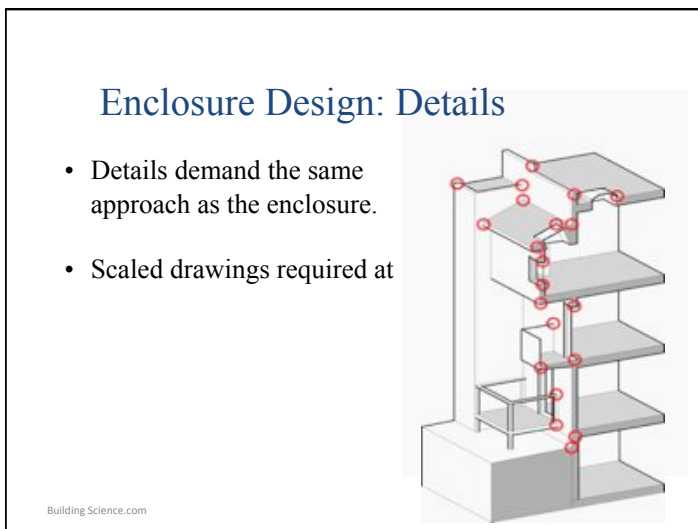 Enclosure Design: Details
• Details demand the same
approach as the enclosure.
• Scaled drawings required at
Building Science.com